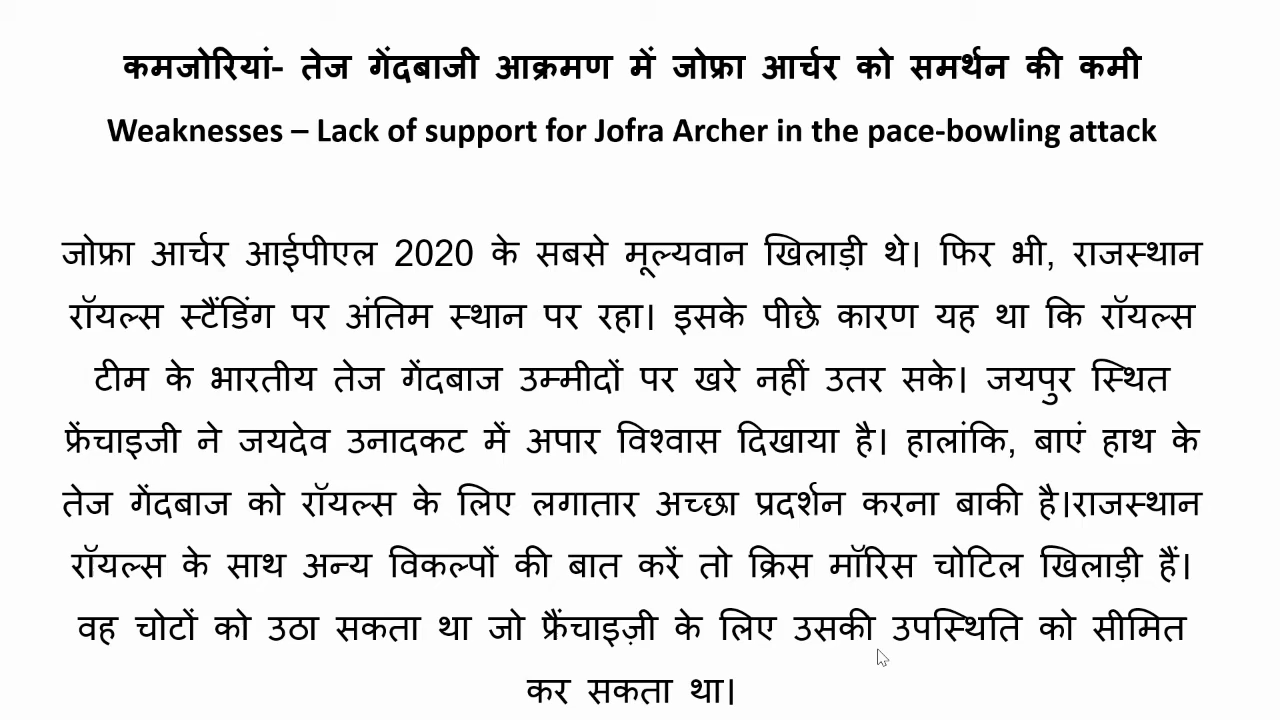 कमजोरियां- तेज गेंदबाजी आक्रमण में जोफ्रा आर्चर को समर्थन की कमी
Weaknesses – Lack of support for Jofra Archer in the pace-bowling attack
जोफ्रा आर्चर आईपीएल 2020 के सबसे मूल्यवान खिलाड़ी थे। फिर भी, राजस्थान
रॉयल्स स्टैंडिंग पर अंतिम स्थान पर रहा। इसके पीछे कारण यह था कि रॉयल्स
टीम के भारतीय तेज गेंदबाज उम्मीदों पर खरे नहीं उतर सके। जयपुर स्थित
फ्रेंचाइजी ने जयदेव उनादकट में अपार विश्वास दिखाया है। हालांकि, बाएं हाथ के
तेज गेंदबाज को रॉयल्स के लिए लगातार अच्छा प्रदर्शन करना बाकी है।राजस्थान
रॉयल्स के साथ अन्य विकल्पों की बात करें तो क्रिस मॉरिस चोटिल खिलाड़ी हैं।
वह चोटों को उठा सकता था जो फ्रैंचाइज़ी के लिए उसकी उपस्थिति को सीमित
कर सकता था।